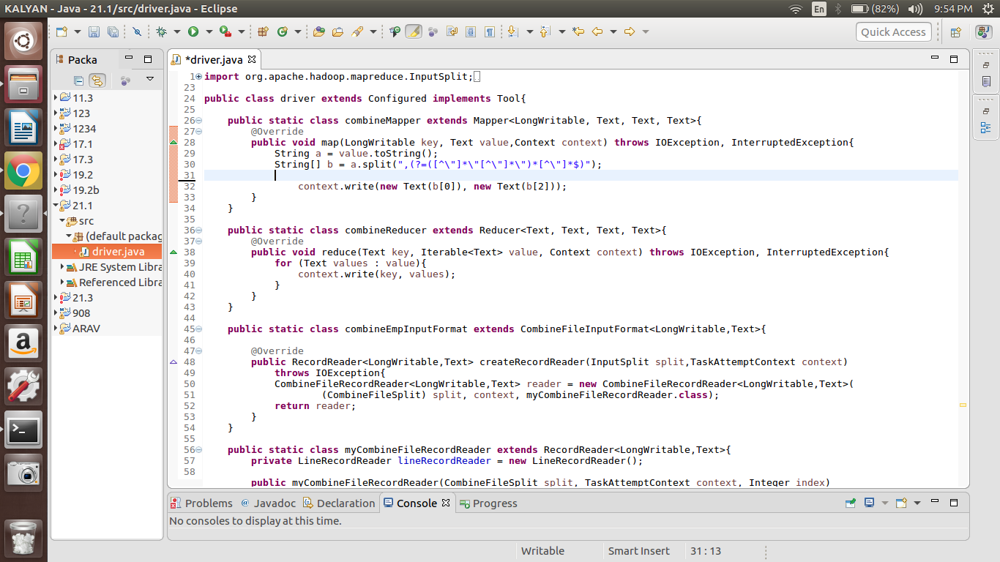 KALYAN - Java - 21.1/src/driver.java - Eclipse
En
(82%)
9:54 PM
Quick Access
Packa
*driver.java
11.3
123
1234
17.1
17.3
19.2
19.2b
21.1
src
(default packag
driver.java
JRE System Libra
Referenced Libra
21.3
908
ARAV
1 import org.apache.hadoop.mapreduce.InputSplit;
23
24 public class driver extends Configured implements Tool{
25
26 public static class combineMapper extends Mapper<LongWritable, Text, Text, Text>{
27 @Override
28 public void map(LongWritable key, Text value,Context context) throws IOException, InterruptedException{
29 String a = value.toString();
30 String[] b = a.split(",(?=([^\"]*\"[^\"]*\")*[^\"]*$)");
31
32 context.write(new Text(b[0]), new Text(b[2]));
33 }
34 }
35
36 public static class combineReducer extends Reducer<Text, Text, Text, Text>{
37 @Override
38 public void reduce(Text key, Iterable<Text> value, Context context) throws IOException, InterruptedException{
39 for (Text values : value){
40 context.write(key, values);
41 }
42 }
43 }
44
45 public static class combineEmpInputFormat extends CombineFileInputFormat<LongWritable,Text>{
46
47 @Override
48 public RecordReader<LongWritable,Text> createRecordReader(InputSplit split,TaskAttemptContext context)
49 throws IOException{
50 CombineFileRecordReader<LongWritable,Text> reader = new CombineFileRecordReader<LongWritable,Text>(
51 (CombineFileSplit) split, context, myCombineFileRecordReader.class);
52 return reader;
53 }
54 }
55
56 public static class myCombineFileRecordReader extends RecordReader<LongWritable,Text>{
57 private LineRecordReader lineRecordReader = new LineRecordReader();
58
public myCombineFileRecordReader(CombineFileSplit split, TaskAttemptContext context, Integer index)
Problems
Javadoc
Declaration
Console
Progress
No consoles to display at this time.
Writable
Smart Insert
31 : 13